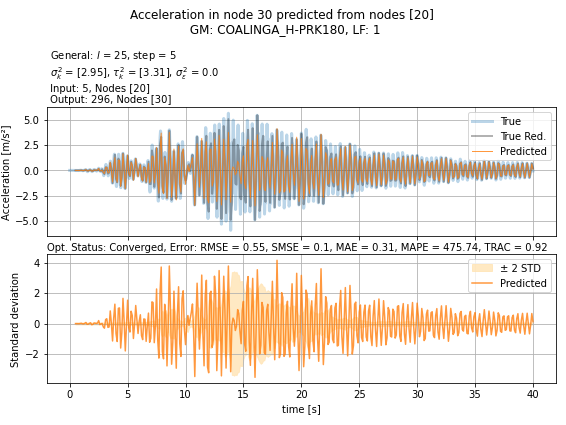 Acceleration in node 30 predicted from nodes [20]
GM: COALINGA_H-PRK180, LF: 1
General: l = 25, step = 5
σ²ₖ = [2.95], τ²ₖ = [3.31], σ²ε = 0.0
Input: 5, Nodes [20]
Output: 296, Nodes [30]
Acceleration [m/s²]
5.0
2.5
0.0
−2.5
−5.0
True
True Red.
Predicted
Opt. Status: Converged, Error: RMSE = 0.55, SMSE = 0.1, MAE = 0.31, MAPE = 475.74, TRAC = 0.92
Standard deviation
4
2
0
−2
± 2 STD
Predicted
0 5 10 15 20 25 30 35 40
time [s]